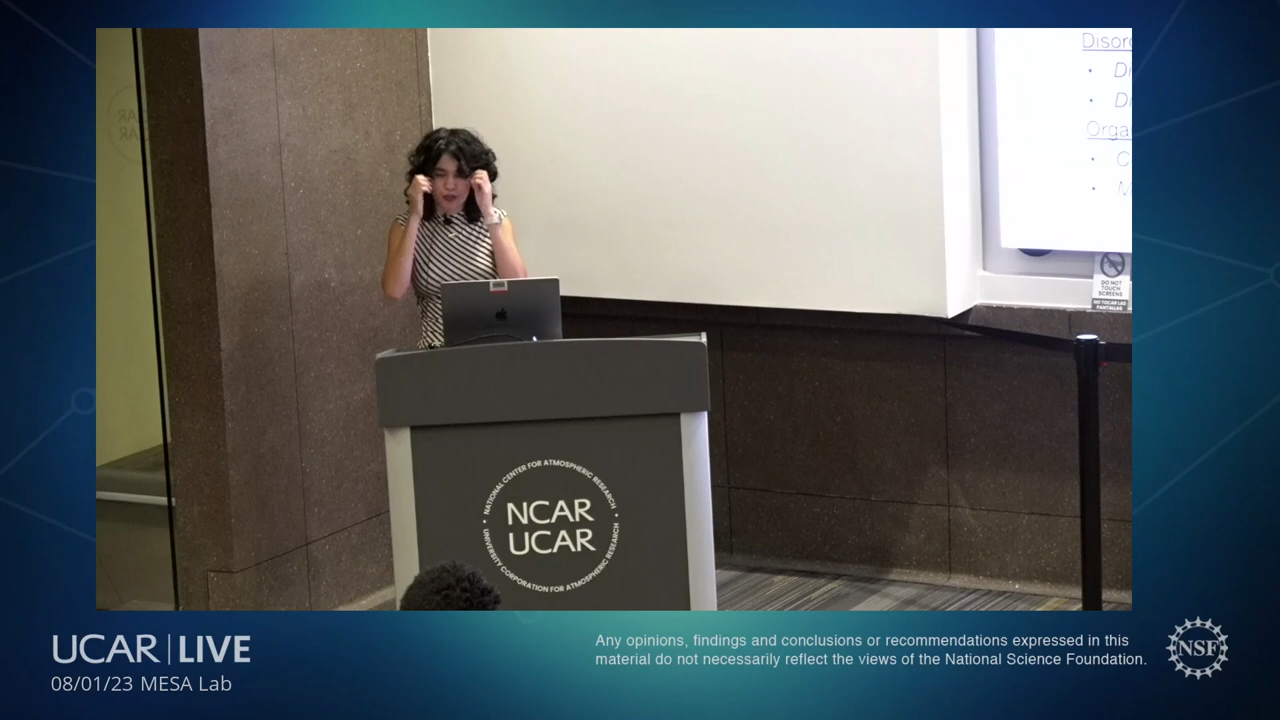 Disor
• Di
• Di
Orga
• C
• M
DO NOT
TOUCH
SCREENS
NO TOCAR LAS
PANTALLAS
NATIONAL CENTER FOR ATMOSPHERIC RESEARCH
NCAR
UCAR
UNIVERSITY CORPORATION FOR ATMOSPHERIC RESEARCH
UCAR | LIVE
08/01/23 MESA Lab
Any opinions, findings and conclusions or recommendations expressed in this
material do not necessarily reflect the views of the National Science Foundation.
NSF